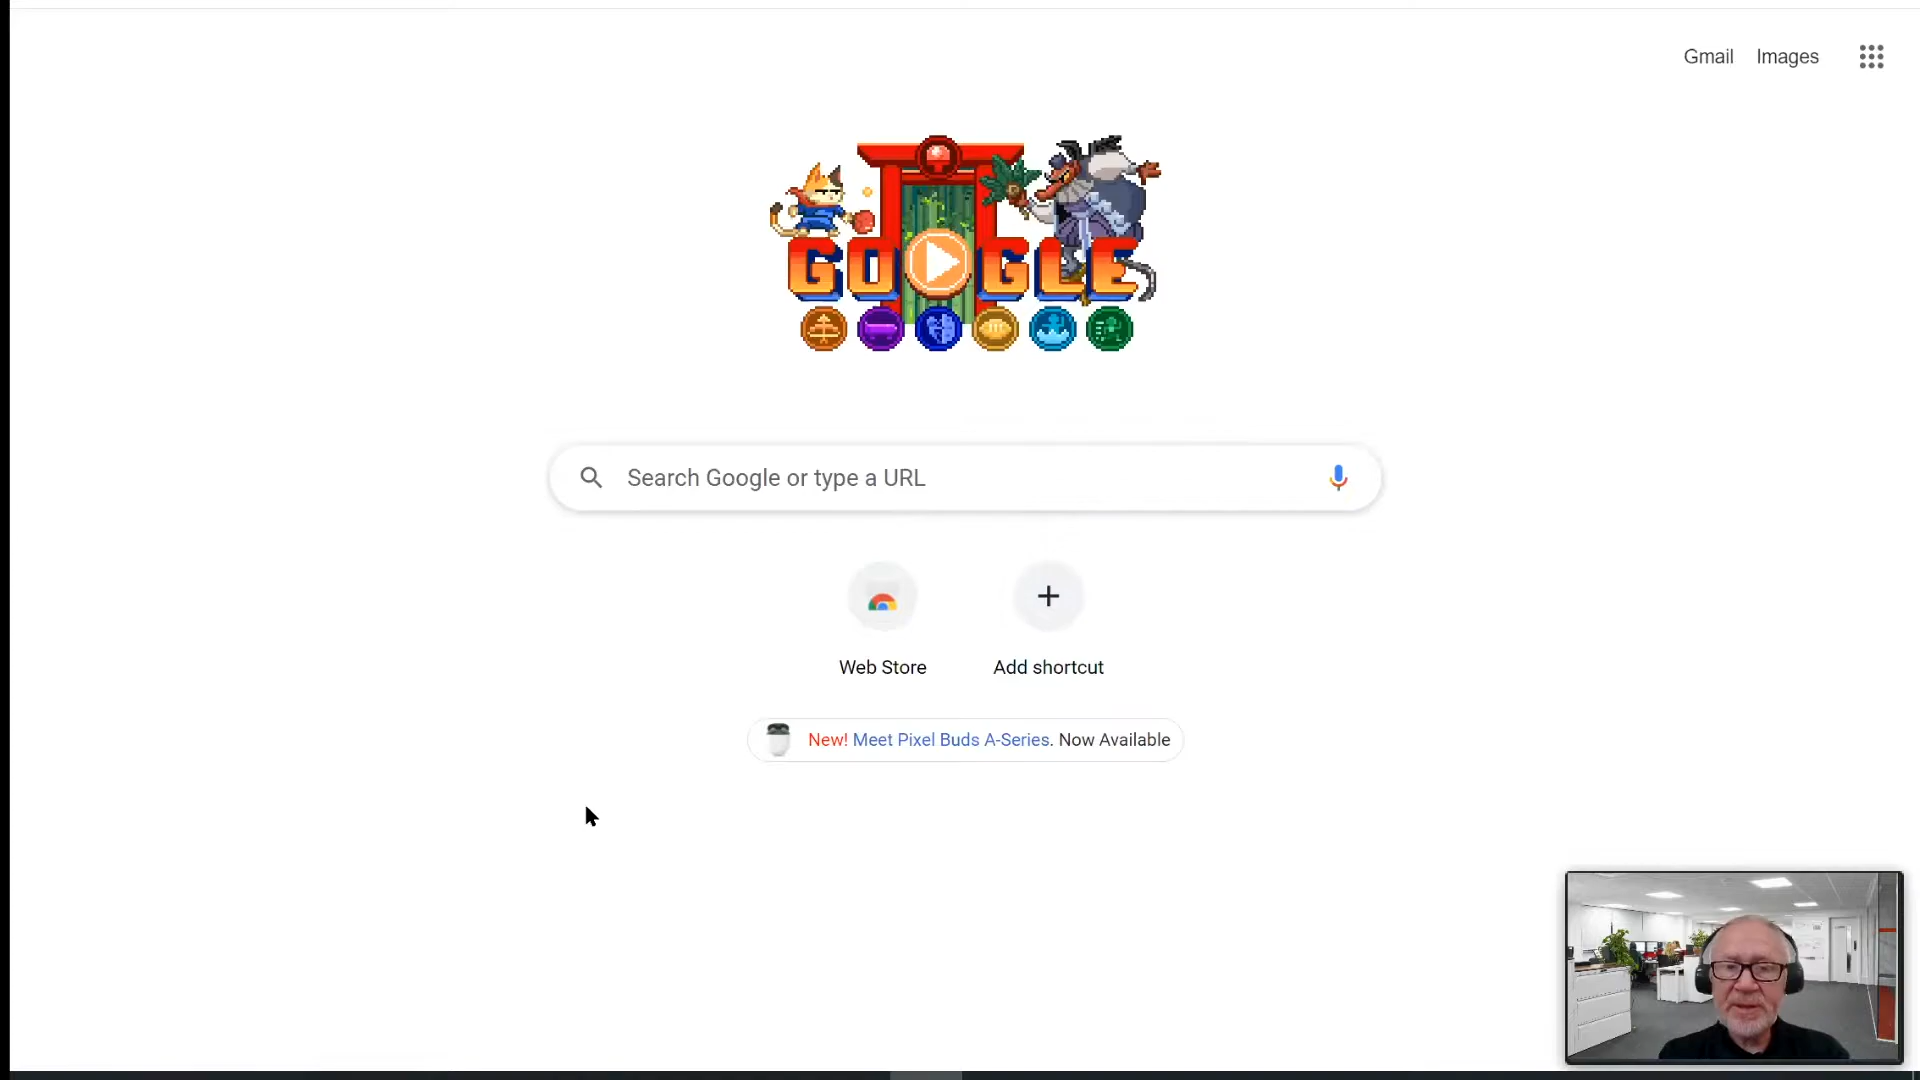 Gmail Images
GOOGLE
Search Google or type a URL
Web Store Add shortcut
New! Meet Pixel Buds A-Series. Now Available